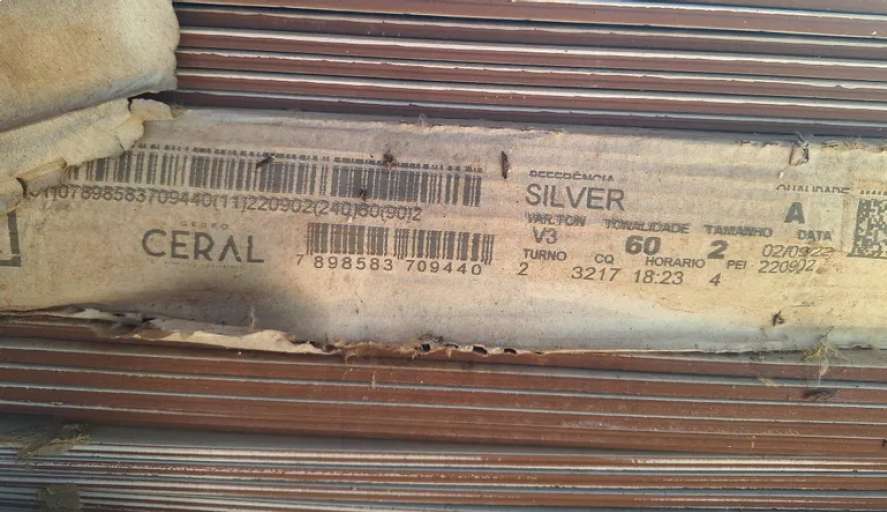 07898583709440(11)220902(240)60(90)2
GRUPO
CERAL
7 898583 709440
REFERÊNCIA
QUALIDADE
SILVER
A
VAR.TON TONALIDADE TAMANHO DATA
V3 60 2 02/09/22
TURNO CQ HORARIO PEI 220902
2 3217 18:23 4